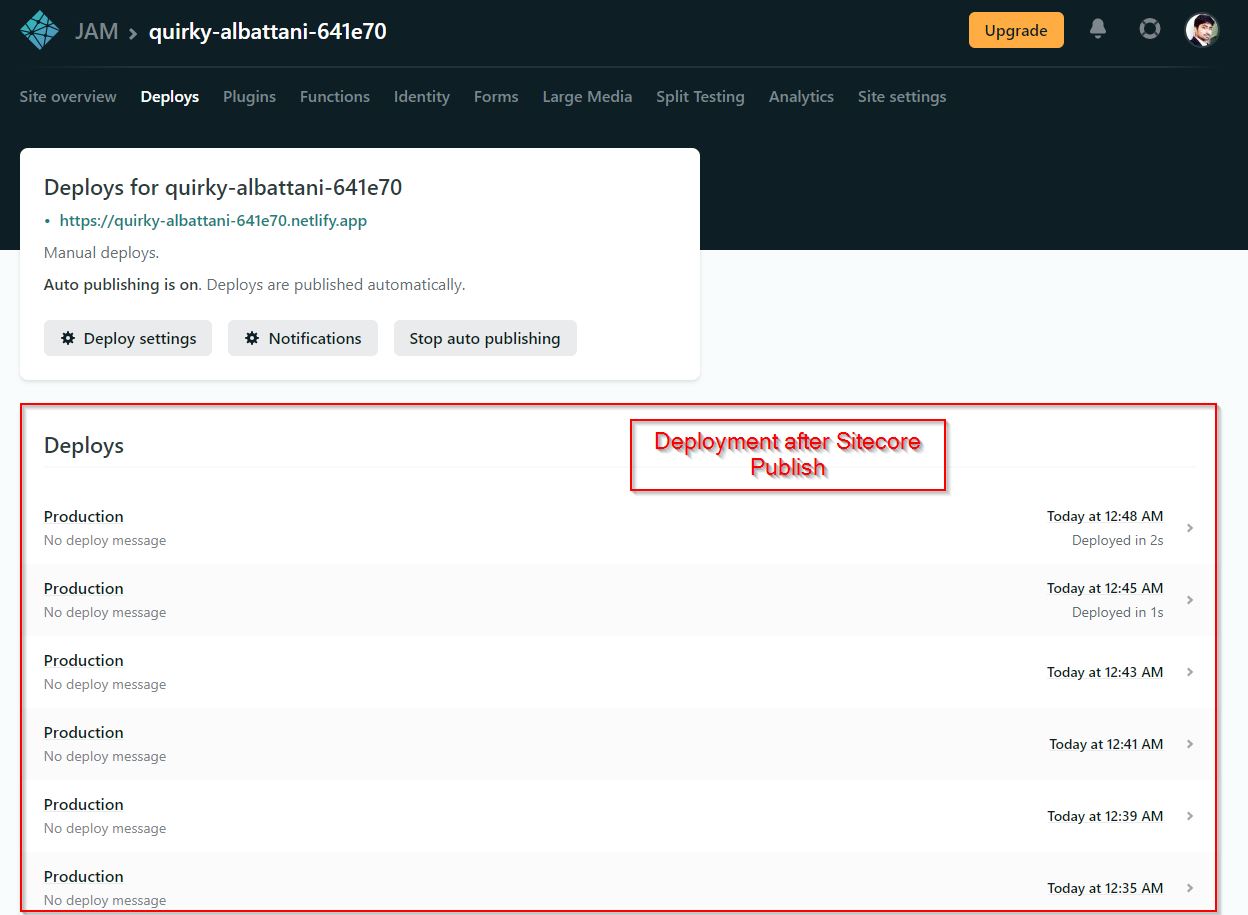 JAM > quirky-albattani-641e70
Upgrade
Site overview Deploys Plugins Functions Identity Forms Large Media Split Testing Analytics Site settings
Deploys for quirky-albattani-641e70
• https://quirky-albattani-641e70.netlify.app
Manual deploys.
Auto publishing is on. Deploys are published automatically.
Deploy settings Notifications Stop auto publishing
Deploys
Deployment after Sitecore
Publish
Production Today at 12:48 AM
No deploy message Deployed in 2s
Production Today at 12:45 AM
No deploy message Deployed in 1s
Production
Today at 12:43 AM
No deploy message
Production
Today at 12:41 AM
No deploy message
Production
Today at 12:39 AM
No deploy message
Production
Today at 12:35 AM
No deploy message